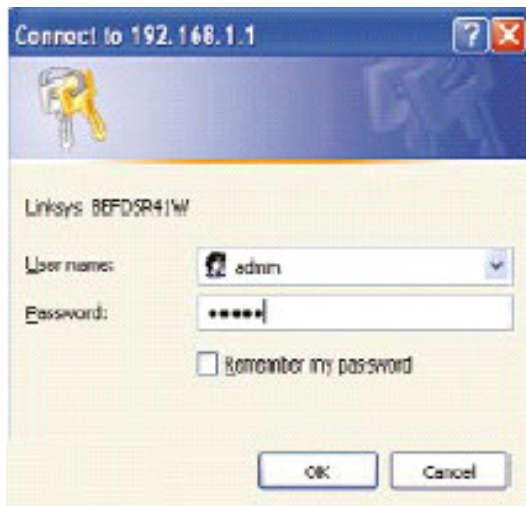 Connect to 192.168.1.1
Linksys BEFDSR41W
User name:
admin
Password:
•••••
Remember my password
OK
Cancel